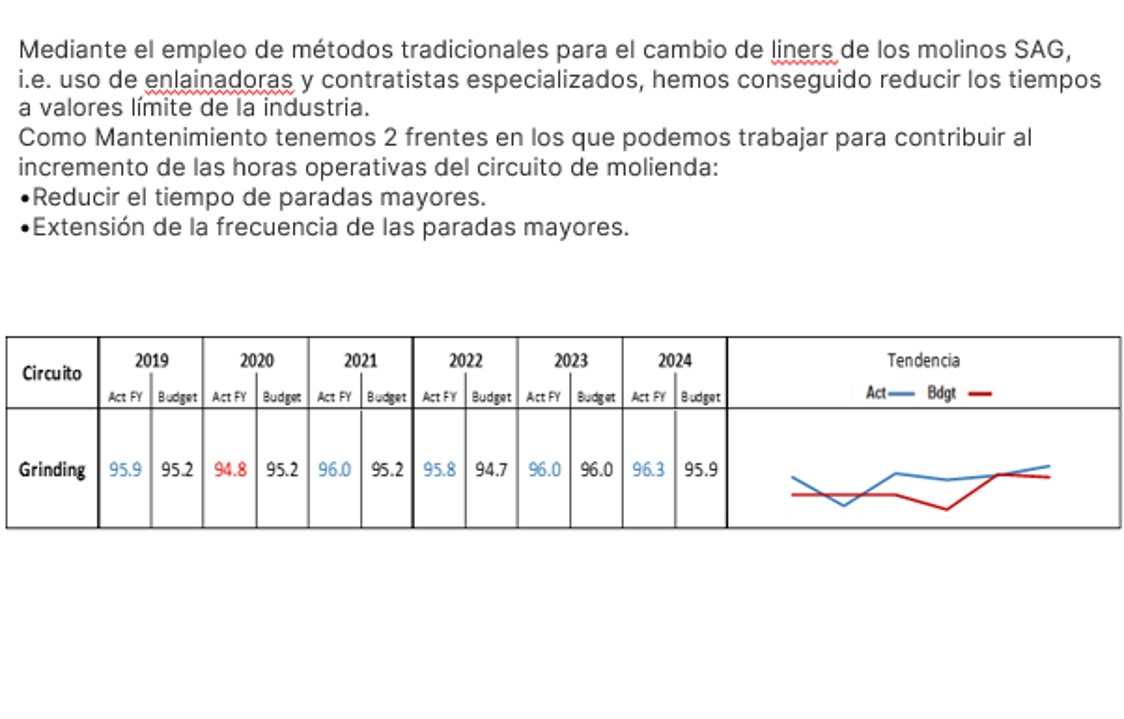 Mediante el empleo de métodos tradicionales para el cambio de liners de los molinos SAG,
i.e. uso de enlainadoras y contratistas especializados, hemos conseguido reducir los tiempos
a valores límite de la industria.
Como Mantenimiento tenemos 2 frentes en los que podemos trabajar para contribuir al
incremento de las horas operativas del circuito de molienda:
•Reducir el tiempo de paradas mayores.
•Extensión de la frecuencia de las paradas mayores.
Circuito 2019 2020 2021 2022 2023 2024 Tendencia
Act FY Budget Act FY Budget Act FY Budget Act FY Budget Act FY Budget Act FY Budget Act Bdgt
Grinding 95.9 95.2 94.8 95.2 96.0 95.2 95.8 94.7 96.0 96.0 96.3 95.9